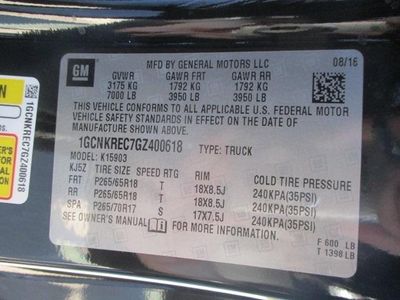 GM
MFD BY GENERAL MOTORS LLC
08/16
GVWR GAWR FRT GAWR RR
3175 KG 1792 KG 1792 KG
7000 LB 3950 LB 3950 LB
THIS VEHICLE CONFORMS TO ALL APPLICABLE U.S. FEDERAL MOTOR
VEHICLE SAFETY, BUMPER, AND THEFT PREVENTION STANDARDS IN
EFFECT ON THE DATE OF MANUFACTURE SHOWN ABOVE.
1GCNKREC7GZ400618 TYPE: TRUCK
MODEL: K15903
KJ5Z TIRE SIZE SPEED RTG RIM COLD TIRE PRESSURE
FRT P265/65R18 18X8.5J 240KPA(35PSI)
RR P265/65R18 18X8.5J 240KPA(35PSI)
SPA P265/70R17 17X7.5J 240KPA(35PSI)
SEE OWNER'S MANUAL FOR MORE INFORMATION.
F 600 LB
T 1398 LB
1GCNKREC7GZ400618